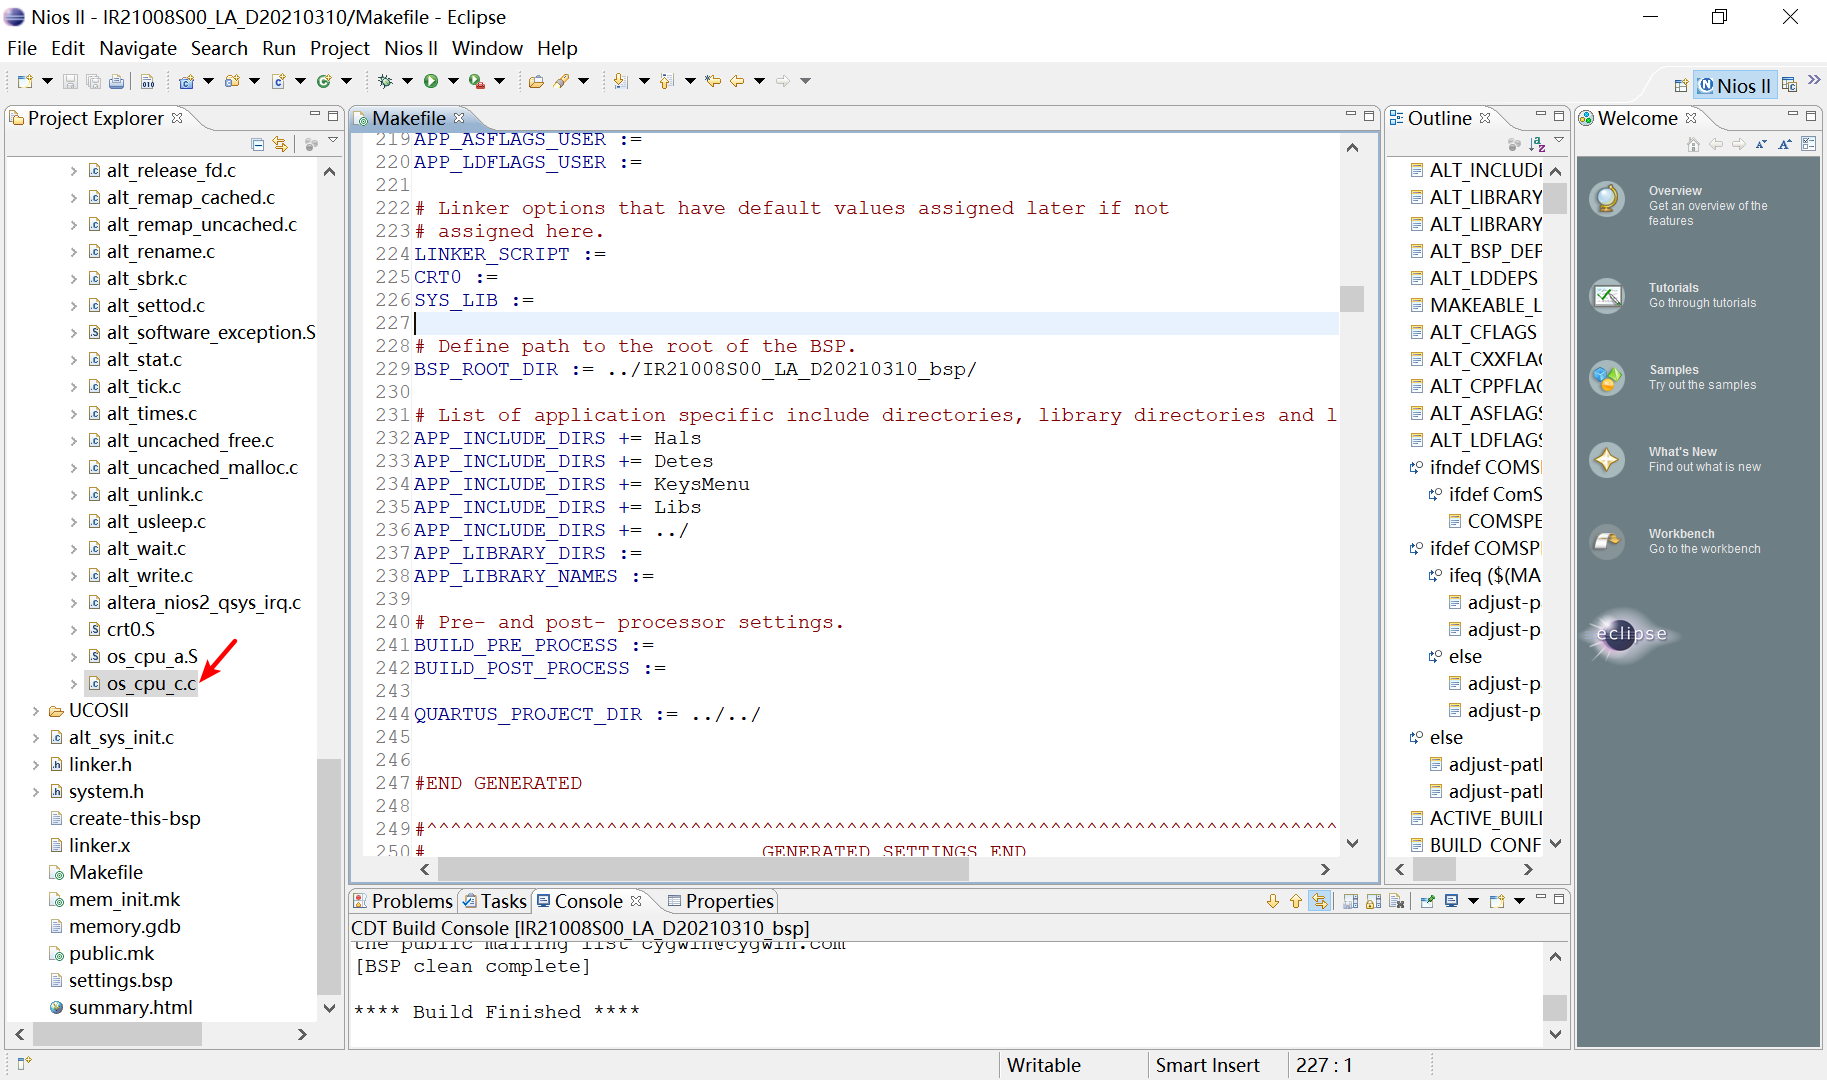 Nios II - IR21008S00_LA_D20210310/Makefile - Eclipse
File Edit Navigate Search Run Project Nios II Window Help
Nios II
Project Explorer
alt_release_fd.c
alt_remap_cached.c
alt_remap_uncached.c
alt_rename.c
alt_sbrk.c
alt_settod.c
alt_software_exception.S
alt_stat.c
alt_tick.c
alt_times.c
alt_uncached_free.c
alt_uncached_malloc.c
alt_unlink.c
alt_usleep.c
alt_wait.c
alt_write.c
altera_nios2_qsys_irq.c
crt0.S
os_cpu_a.S
os_cpu_c.c
UCOSII
alt_sys_init.c
linker.h
system.h
create-this-bsp
linker.x
Makefile
mem_init.mk
memory.gdb
public.mk
settings.bsp
summary.html
Makefile
219 APP_ASFLAGS_USER :=
220 APP_LDFLAGS_USER :=
221
222 # Linker options that have default values assigned later if not
223 # assigned here.
224 LINKER_SCRIPT :=
225 CRT0 :=
226 SYS_LIB :=
227
228 # Define path to the root of the BSP.
229 BSP_ROOT_DIR := ../IR21008S00_LA_D20210310_bsp/
230
231 # List of application specific include directories, library directories and l
232 APP_INCLUDE_DIRS += Hals
233 APP_INCLUDE_DIRS += Detes
234 APP_INCLUDE_DIRS += KeysMenu
235 APP_INCLUDE_DIRS += Libs
236 APP_INCLUDE_DIRS += ../
237 APP_LIBRARY_DIRS :=
238 APP_LIBRARY_NAMES :=
239
240 # Pre- and post- processor settings.
241 BUILD_PRE_PROCESS :=
242 BUILD_POST_PROCESS :=
243
244 QUARTUS_PROJECT_DIR := ../../
245
246
247 #END GENERATED
248
249 #^^^^^^^^^^^^^^^^^^^^^^^^^^^^^^^^^^^^^^^^^^^^^^^^^^^^^^^^^^^^^^^^^^^^^^^^^^^^
250 # GENERATED SETTINGS END
Outline
ALT_INCLUDE
ALT_LIBRARY
ALT_LIBRARY
ALT_BSP_DEP
ALT_LDDEPS
MAKEABLE_L
ALT_CFLAGS
ALT_CXXFLAG
ALT_CPPFLAG
ALT_ASFLAGS
ALT_LDFLAGS
ifndef COMS
ifdef ComS
COMSPE
ifdef COMSP
ifeq ($(MA
adjust-p
adjust-p
else
adjust-p
adjust-p
else
adjust-pat
adjust-pat
ACTIVE_BUIL
BUILD_CONF
Welcome
Overview
Get an overview of the
features
Tutorials
Go through tutorials
Samples
Try out the samples
What's New
Find out what is new
Workbench
Go to the workbench
eclipse
Problems Tasks Console Properties
CDT Build Console [IR21008S00_LA_D20210310_bsp]
the public mailing list cygwin@cygwin.com
[BSP clean complete]
**** Build Finished ****
Writable Smart Insert 227 : 1